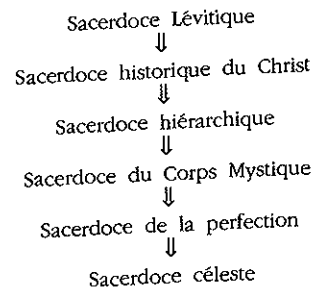 Sacerdoce Lévitique
⇓
Sacerdoce historique du Christ
⇓
Sacerdoce hiérarchique
⇓
Sacerdoce du Corps Mystique
⇓
Sacerdoce de la perfection
⇓
Sacerdoce céleste